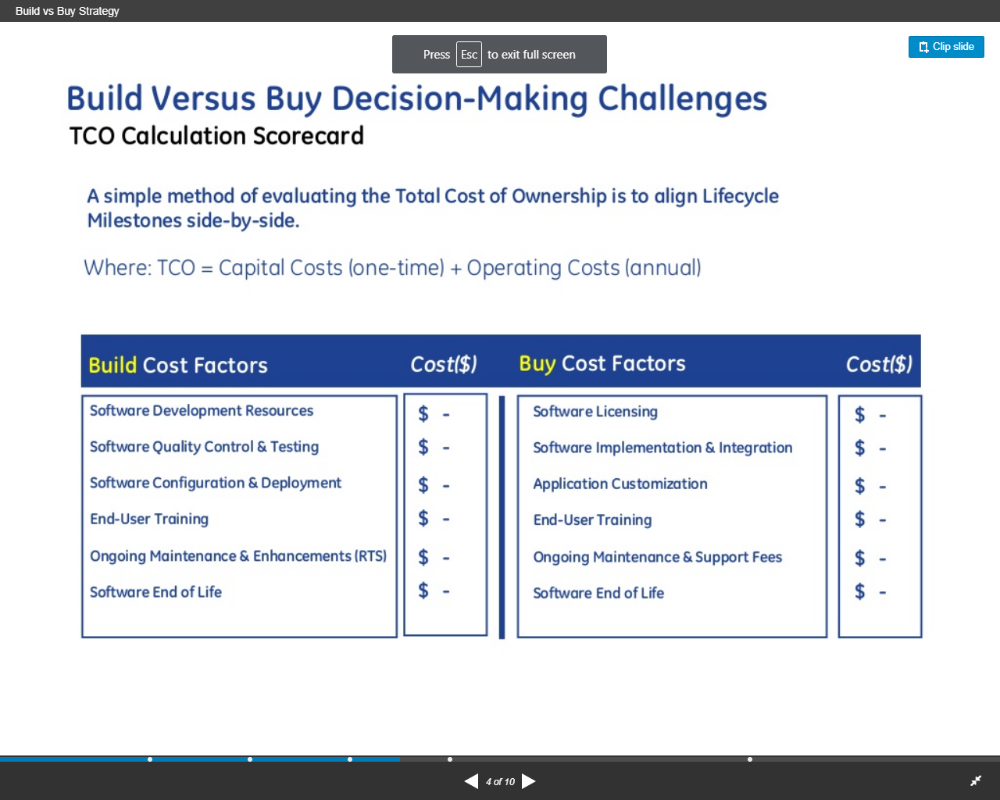 Build vs Buy Strategy
Press Esc to exit full screen
Clip slide
Build Versus Buy Decision-Making Challenges
TCO Calculation Scorecard
A simple method of evaluating the Total Cost of Ownership is to align Lifecycle
Milestones side-by-side.
Where: TCO = Capital Costs (one-time) + Operating Costs (annual)
Build Cost Factors Cost($) Buy Cost Factors Cost($)
Software Development Resources $ - Software Licensing $ -
Software Quality Control & Testing $ - Software Implementation & Integration $ -
Software Configuration & Deployment $ - Application Customization $ -
End-User Training $ - End-User Training $ -
Ongoing Maintenance & Enhancements (RTS) $ - Ongoing Maintenance & Support Fees $ -
Software End of Life $ - Software End of Life $ -
4 of 10